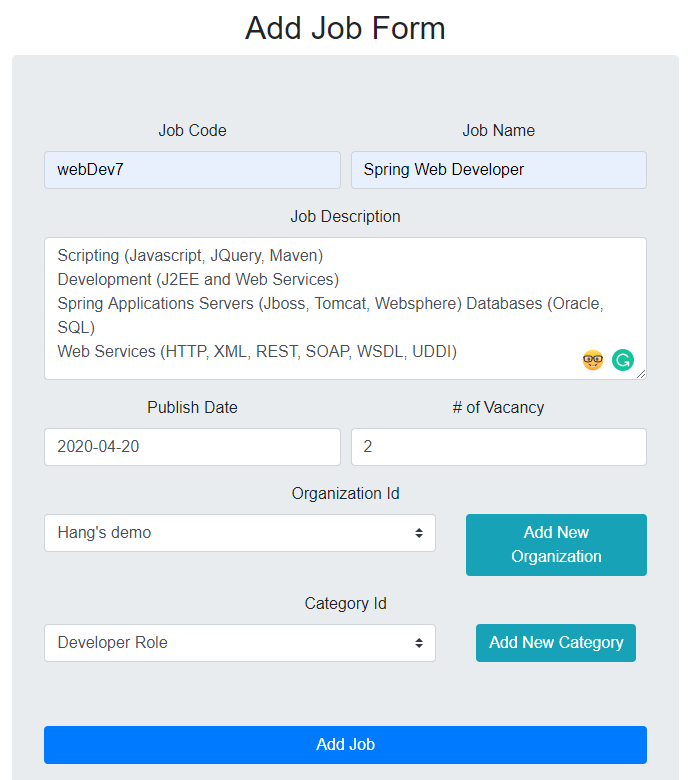 Add Job Form
Job Code
Job Name
webDev7
Spring Web Developer
Job Description
Scripting (Javascript, JQuery, Maven)
Development (J2EE and Web Services)
Spring Applications Servers (Jboss, Tomcat, Websphere) Databases (Oracle,
SQL)
Web Services (HTTP, XML, REST, SOAP, WSDL, UDDI)
Publish Date
# of Vacancy
2020-04-20
2
Organization Id
Hang's demo
Add New
Organization
Category Id
Developer Role
Add New Category
Add Job